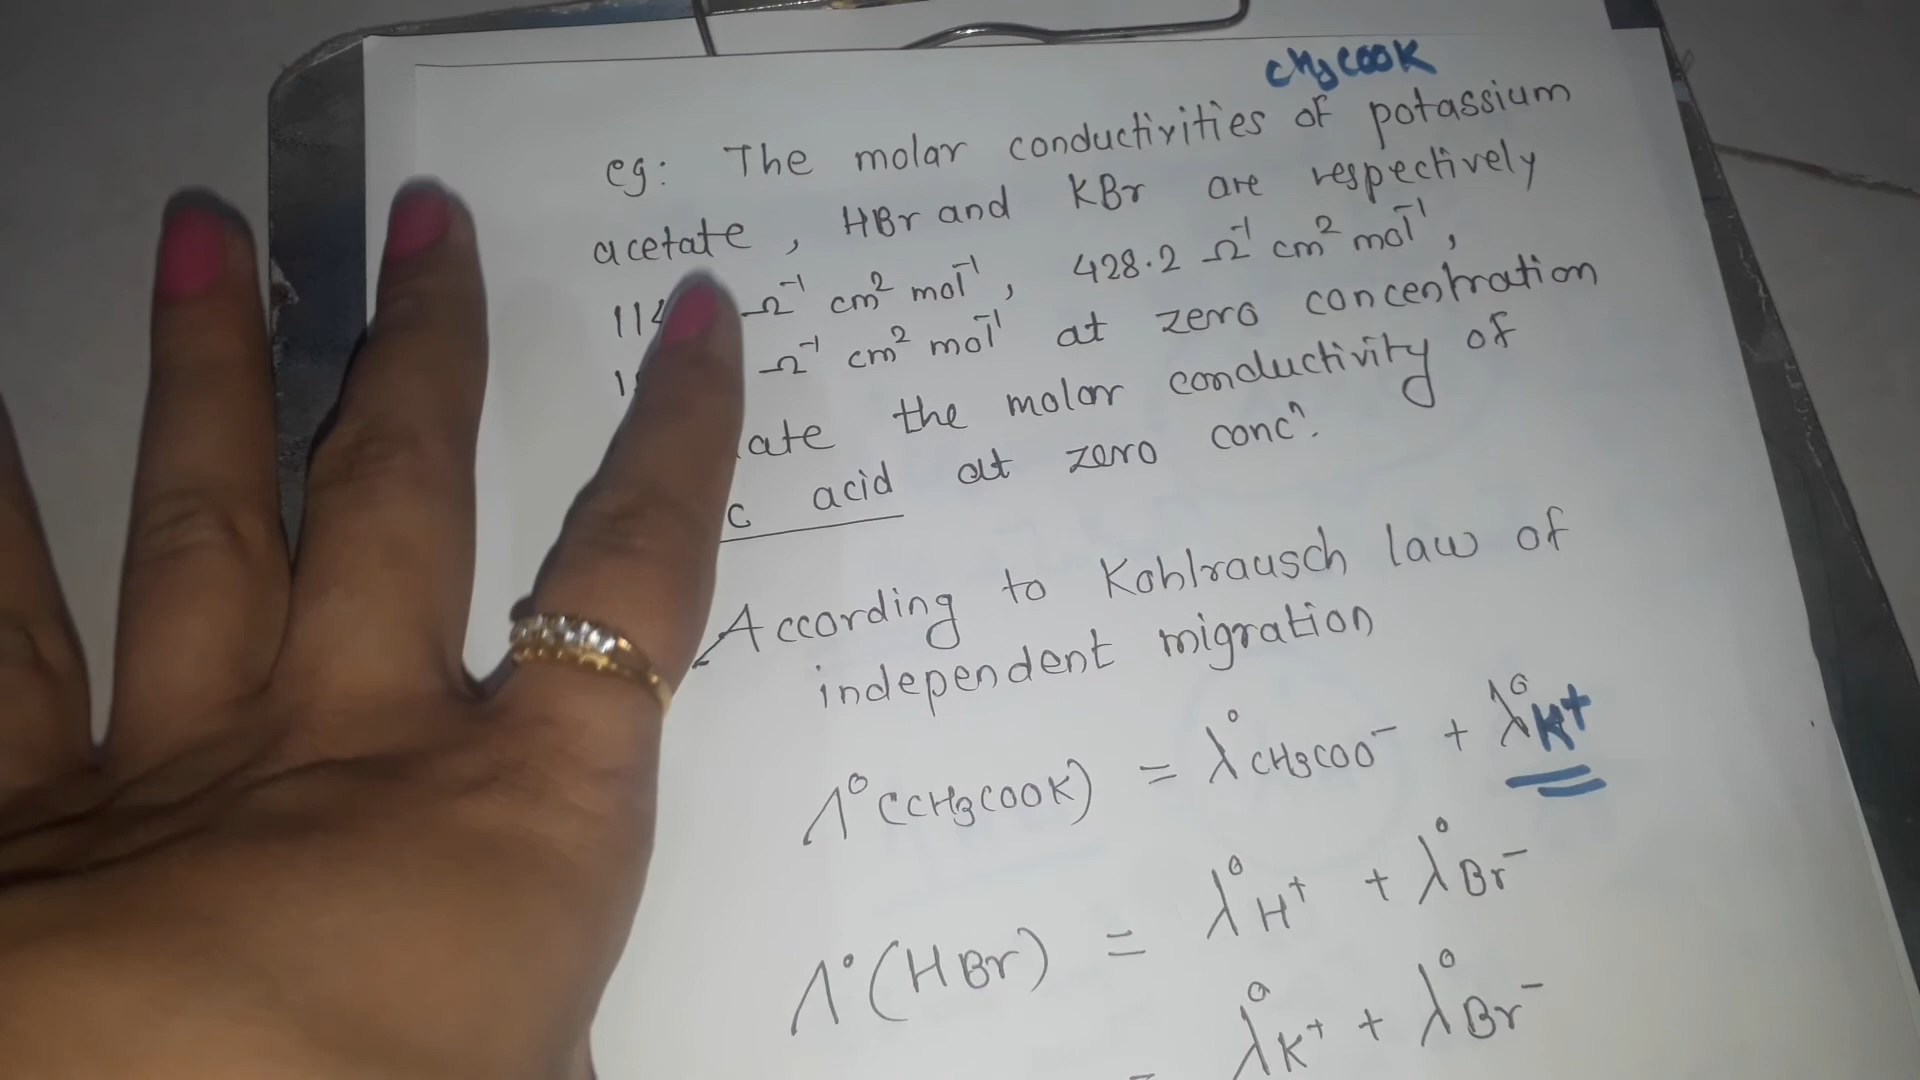 CH3COOK
eg: The molar conductivities of potassium
acetate, HBr and KBr are respectively
Ω⁻¹ cm² mol⁻¹, 428.2 Ω⁻¹ cm² mol⁻¹,
Ω⁻¹ cm² mol⁻¹ at zero concentration
ate the molar conductivity of
c acid at zero concⁿ.
According to Kohlrausch law of
independent migration
Λ°(CH3COOK) = λ°CH3COO⁻ + λ°K+
Λ°(HBr) = λ°H⁺ + λ°Br⁻
= λ°K⁺ + λ°Br⁻